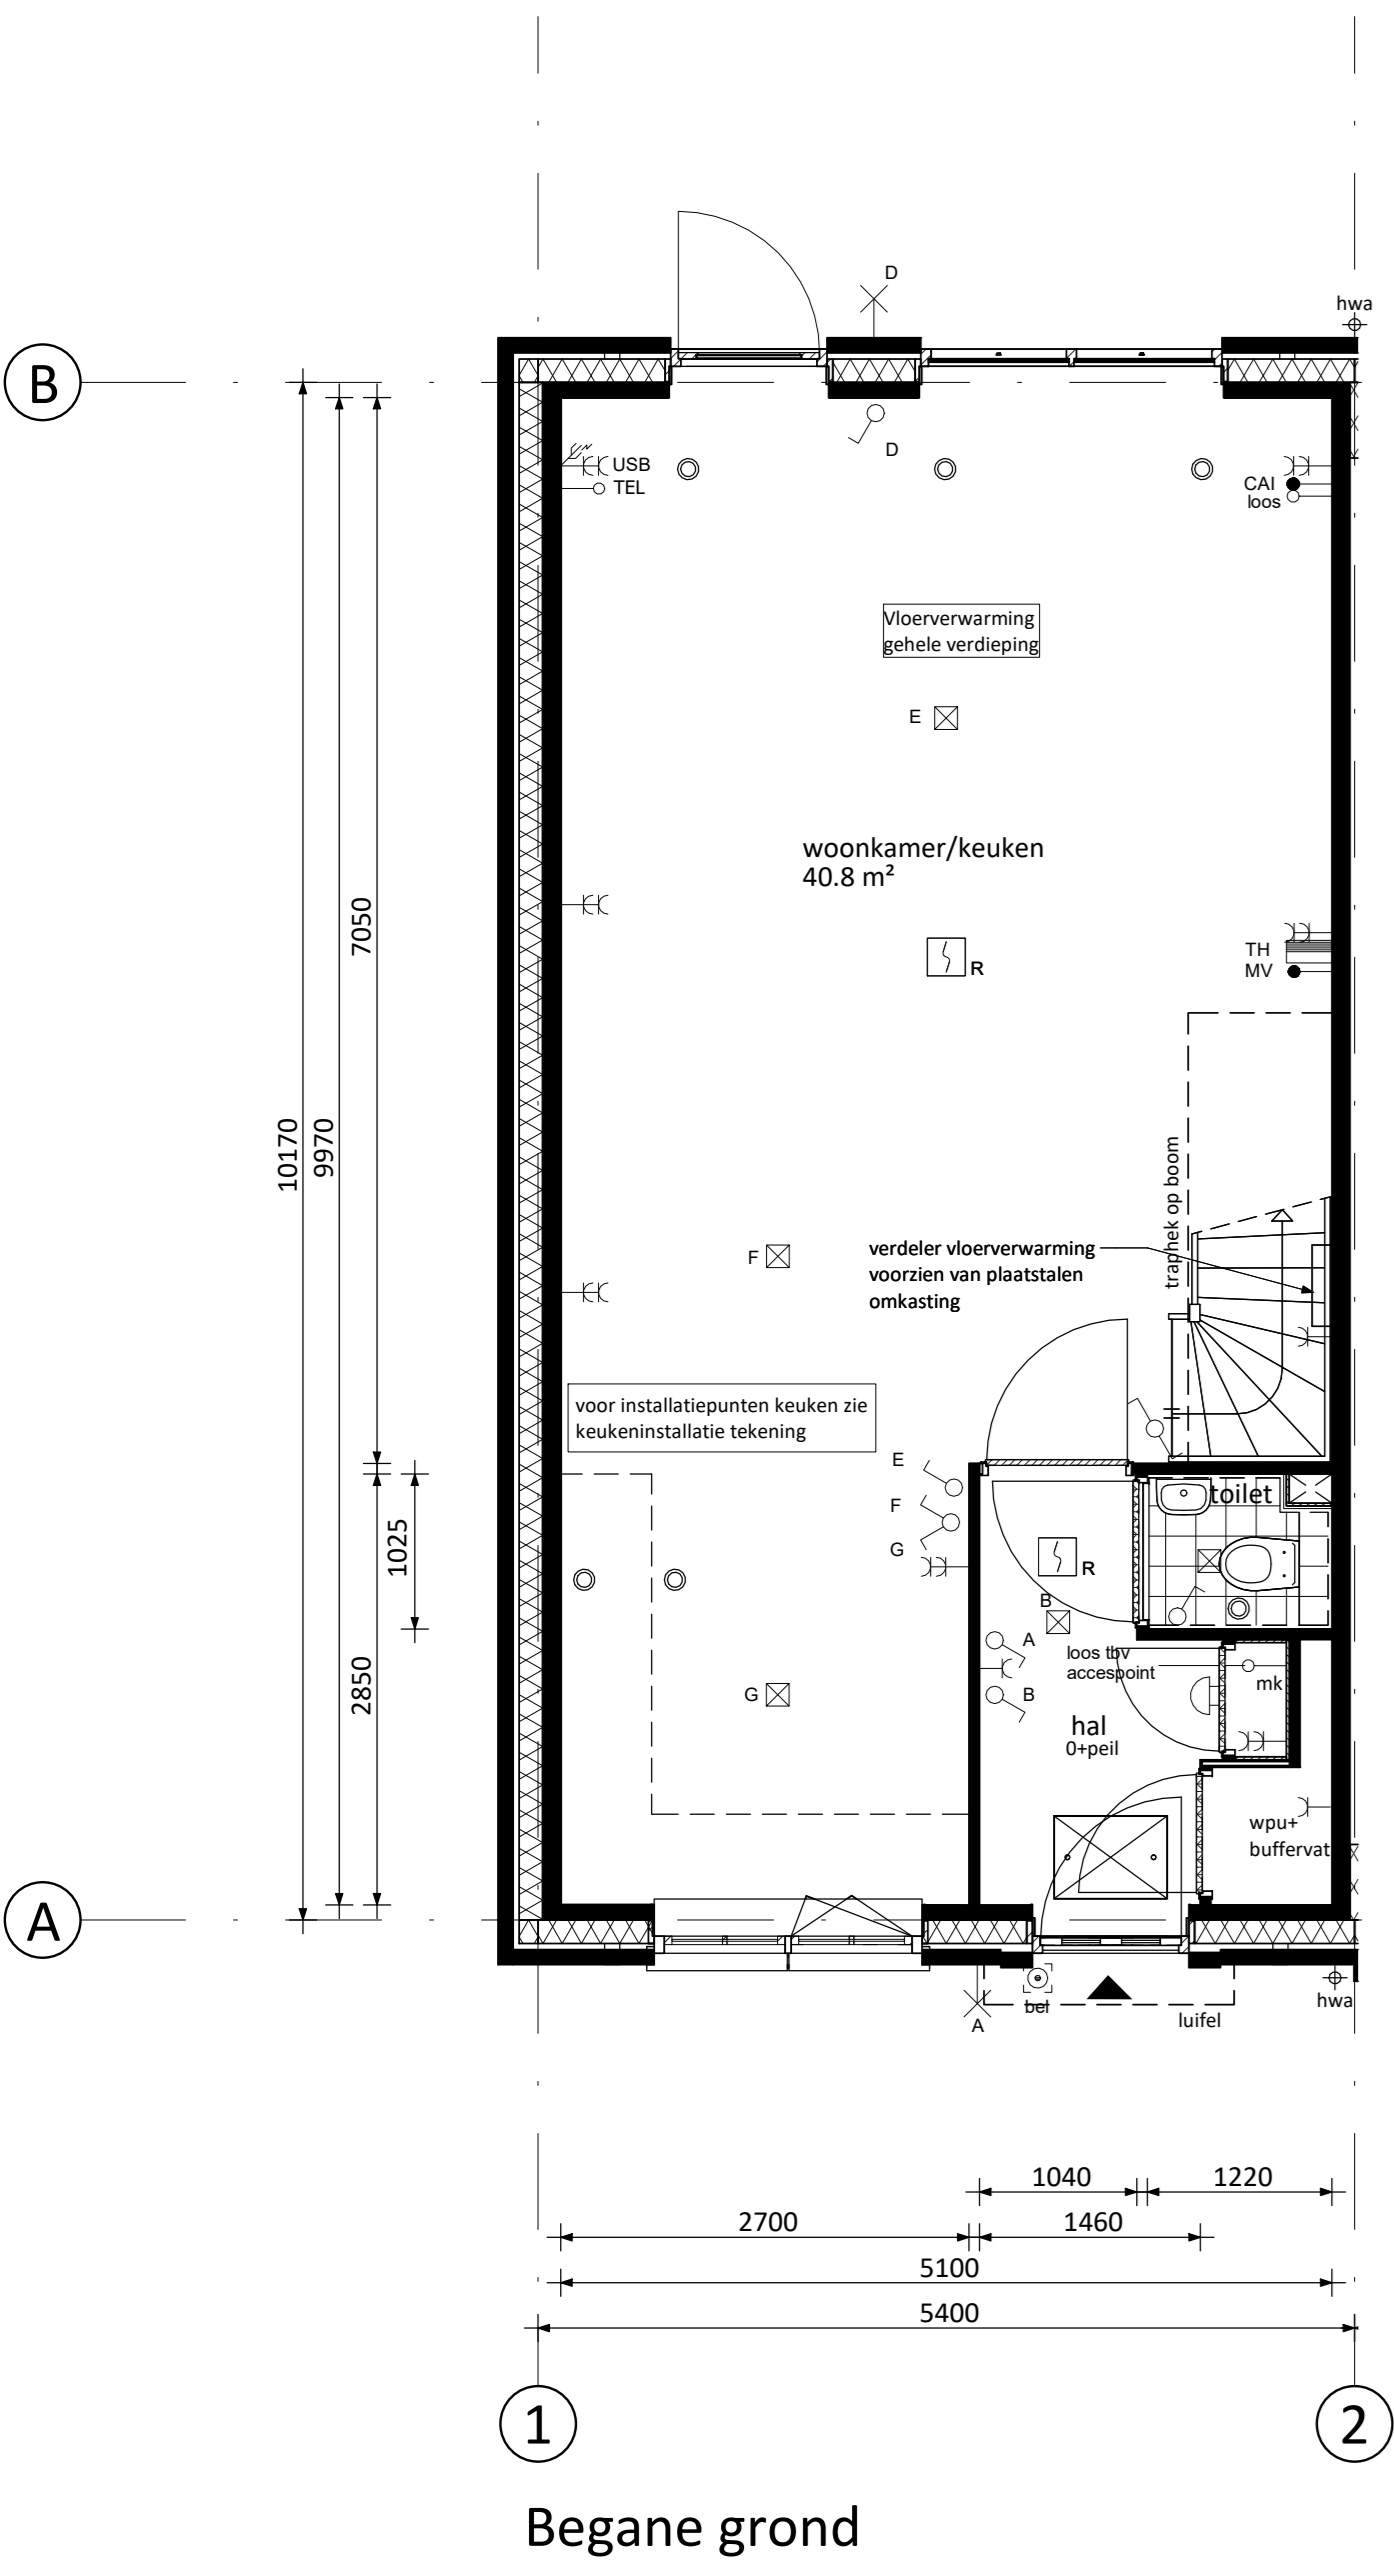 D
hwa
B
D
USB
TEL
CAI
loos
Vloerverwarming
gehele verdieping
E
woonkamer/keuken
40.8 m²
7050
R
TH
MV
10170
9970
traphek op boom
F
verdeler vloerverwarming
voorzien van plaatstalen
omkasting
voor installatiepunten keuken zie
keukeninstallatie tekening
E
F
G
toilet
1025
R
B
A
loos tbv
accespoint
mk
2850
G
B
hal
0+peil
wpu+
buffervat
A
bel
hwa
luifel
A
1040
1220
2700
1460
5100
5400
1
2
Begane grond